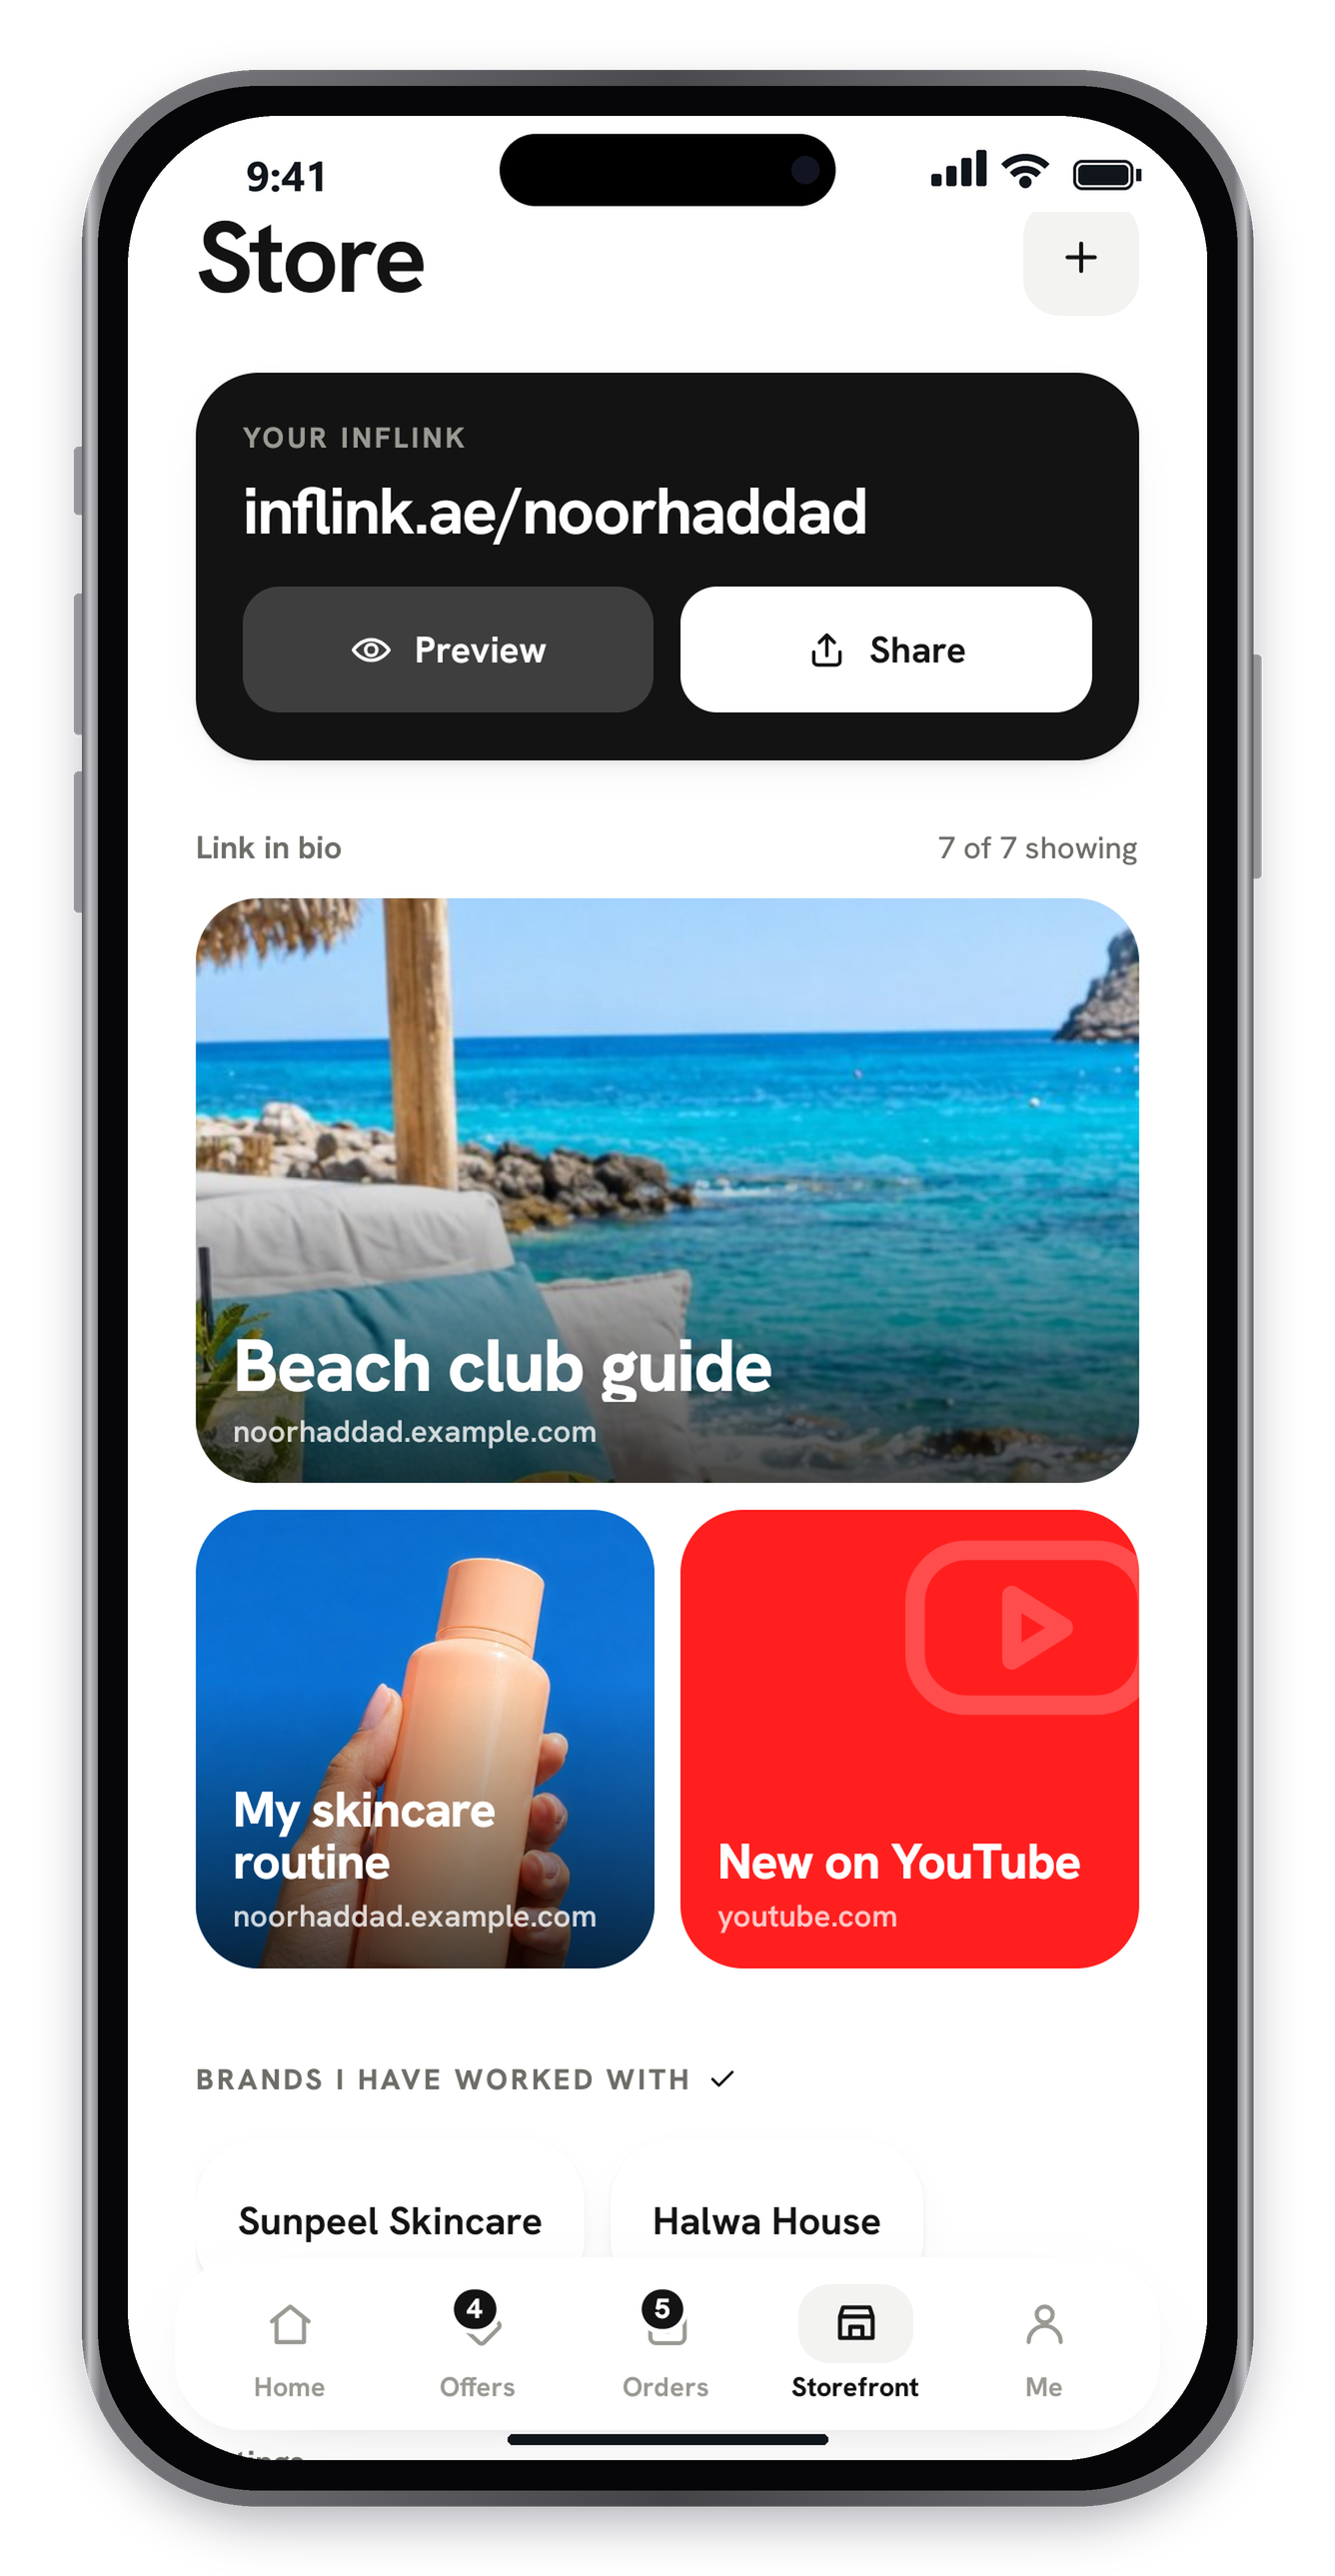 9:41
Store
YOUR INFLINK
inflink.ae/noorhaddad
Preview
Share
Link in bio
7 of 7 showing
Beach club guide
noorhaddad.example.com
My skincare
routine
noorhaddad.example.com
New on YouTube
youtube.com
BRANDS I HAVE WORKED WITH
Sunpeel Skincare
Halwa House
4
5
Home
Offers
Orders
Storefront
Me